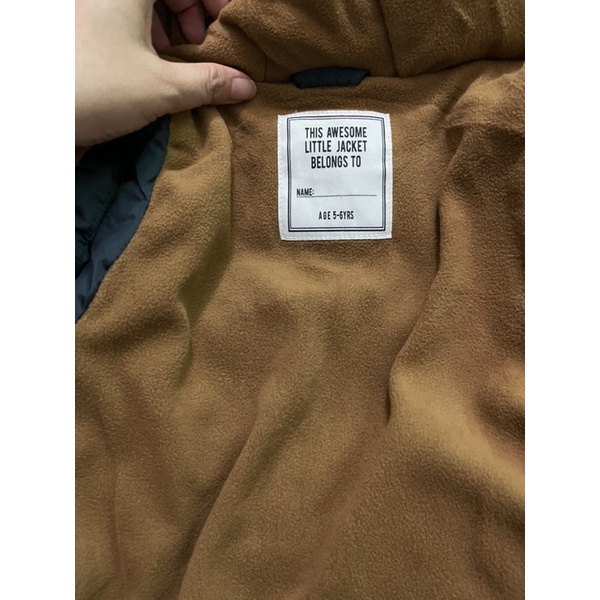 THIS AWESOME
LITTLE JACKET
BELONGS TO
NAME:
AGE 5-6YRS